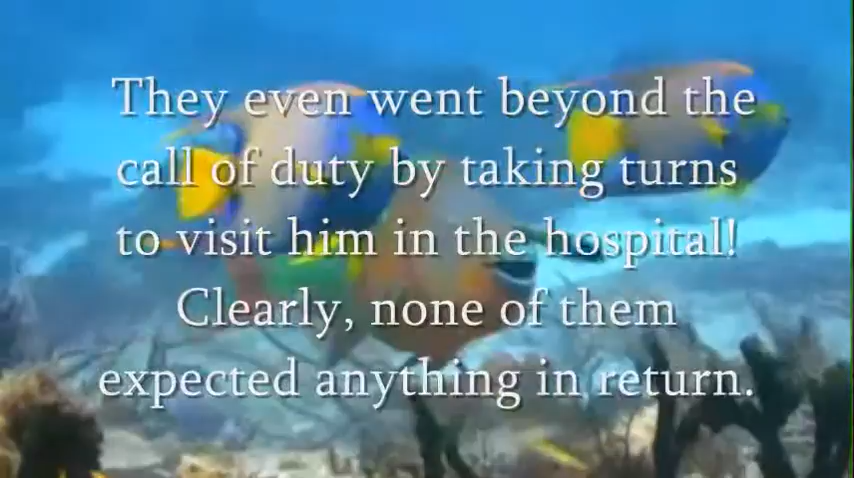 They even went beyond the
call of duty by taking turns
to visit him in the hospital!
Clearly, none of them
expected anything in return.